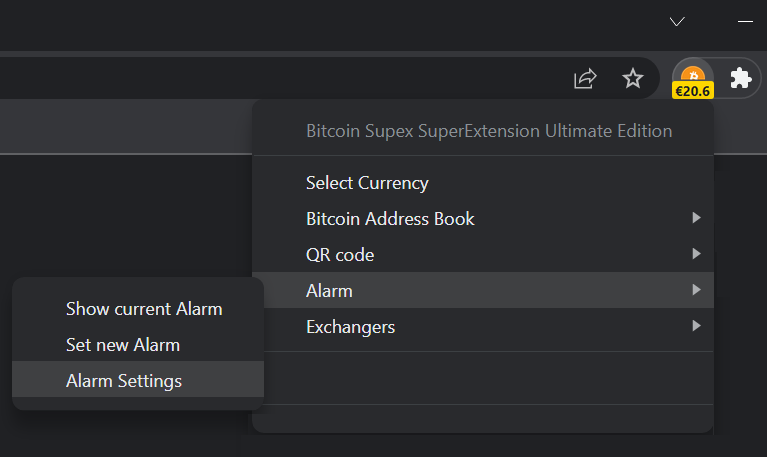 €20.6
Bitcoin Supex SuperExtension Ultimate Edition
Select Currency
Bitcoin Address Book
QR code
Alarm
Exchangers
Show current Alarm
Set new Alarm
Alarm Settings